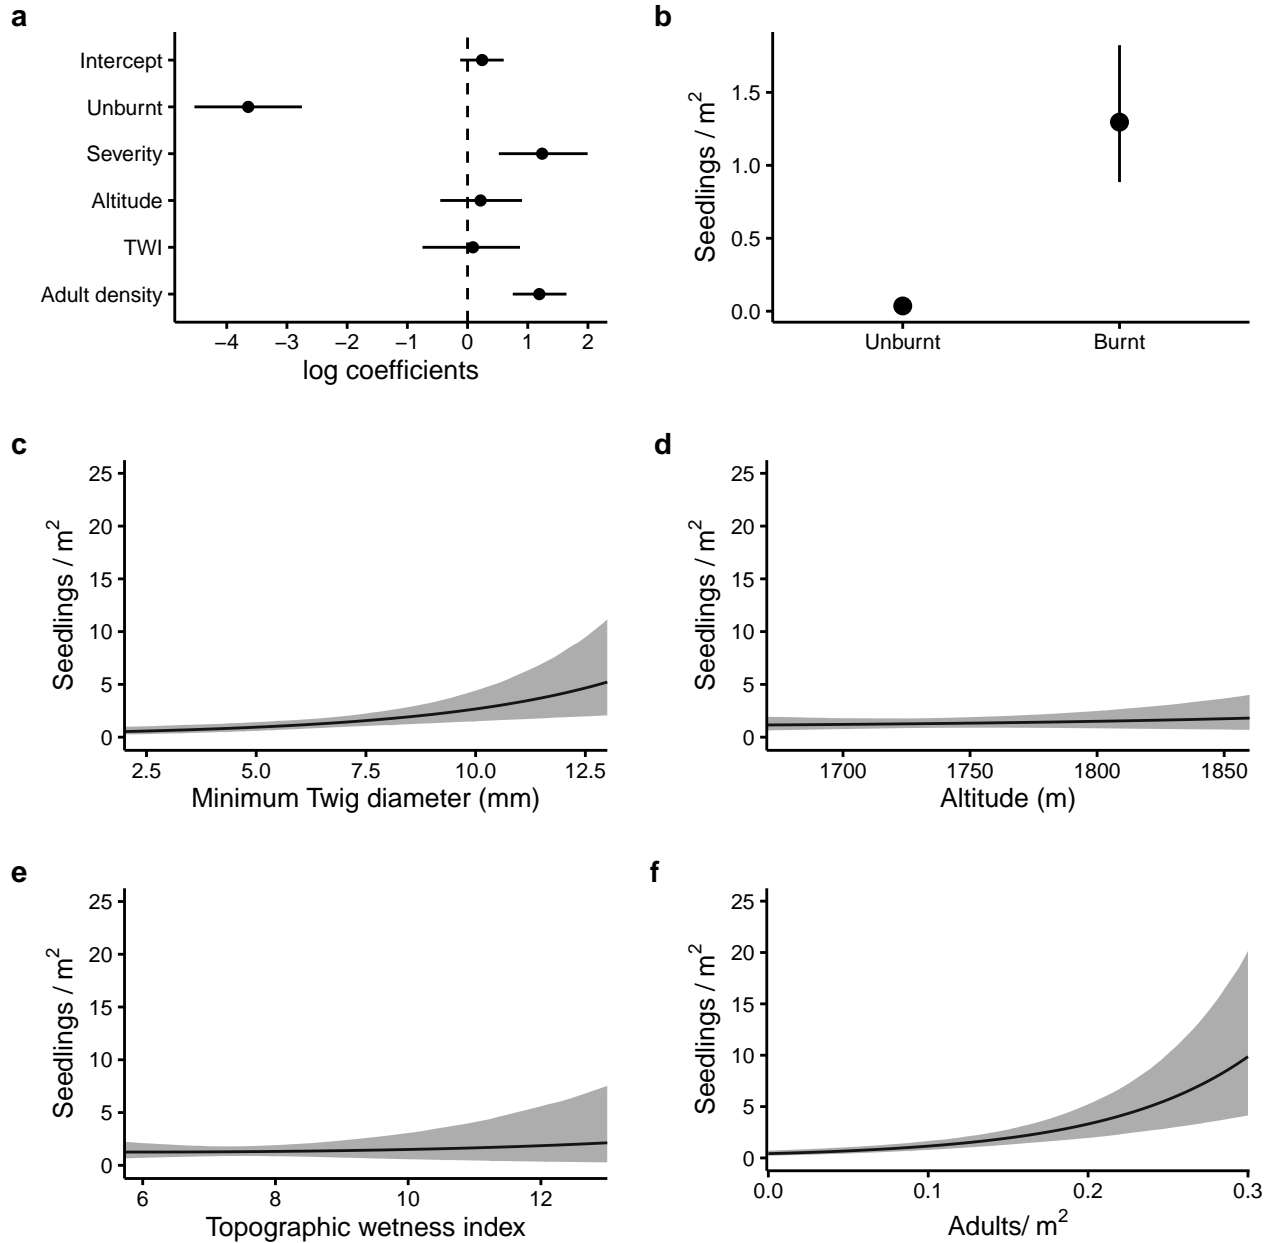 a
Intercept
Unburnt
Severity
Altitude
TWI
Adult density
−4 −3 −2 −1 0 1 2
log coefficients
b
Seedlings / m²
1.5
1.0
0.5
0.0
Unburnt Burnt
c
Seedlings / m²
25
20
15
10
5
0
2.5 5.0 7.5 10.0 12.5
Minimum Twig diameter (mm)
d
Seedlings / m²
25
20
15
10
5
0
1700 1750 1800 1850
Altitude (m)
e
Seedlings / m²
25
20
15
10
5
0
6 8 10 12
Topographic wetness index
f
Seedlings / m²
25
20
15
10
5
0
0.0 0.1 0.2 0.3
Adults/ m²